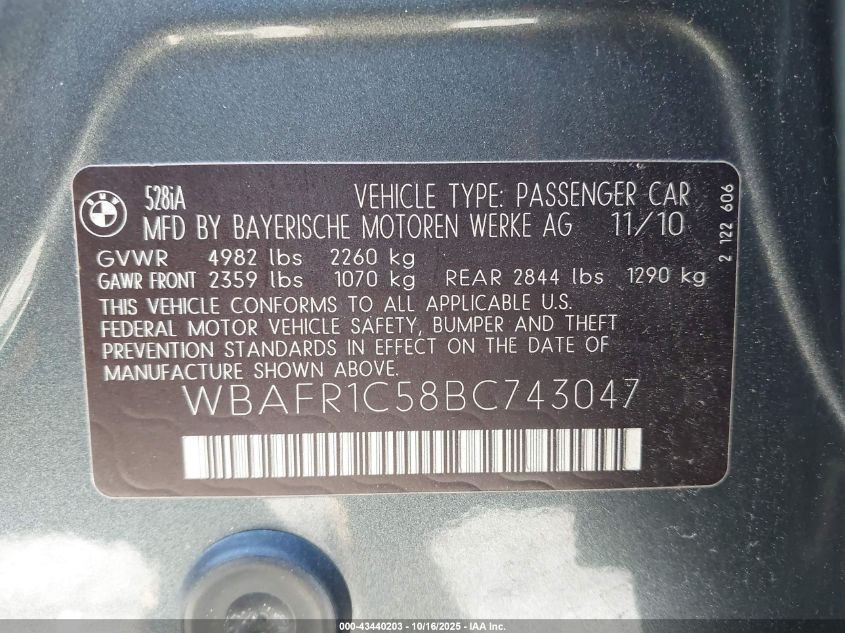 528iA VEHICLE TYPE: PASSENGER CAR
MFD BY BAYERISCHE MOTOREN WERKE AG 11/10
GVWR 4982 lbs 2260 kg
GAWR FRONT 2359 lbs 1070 kg REAR 2844 lbs 1290 kg
THIS VEHICLE CONFORMS TO ALL APPLICABLE U.S.
FEDERAL MOTOR VEHICLE SAFETY, BUMPER AND THEFT
PREVENTION STANDARDS IN EFFECT ON THE DATE OF
MANUFACTURE SHOWN ABOVE.
WBAFR1C58BC743047
2 122 606
BMW
000-43440203 - 10/16/2025 - IAA Inc.